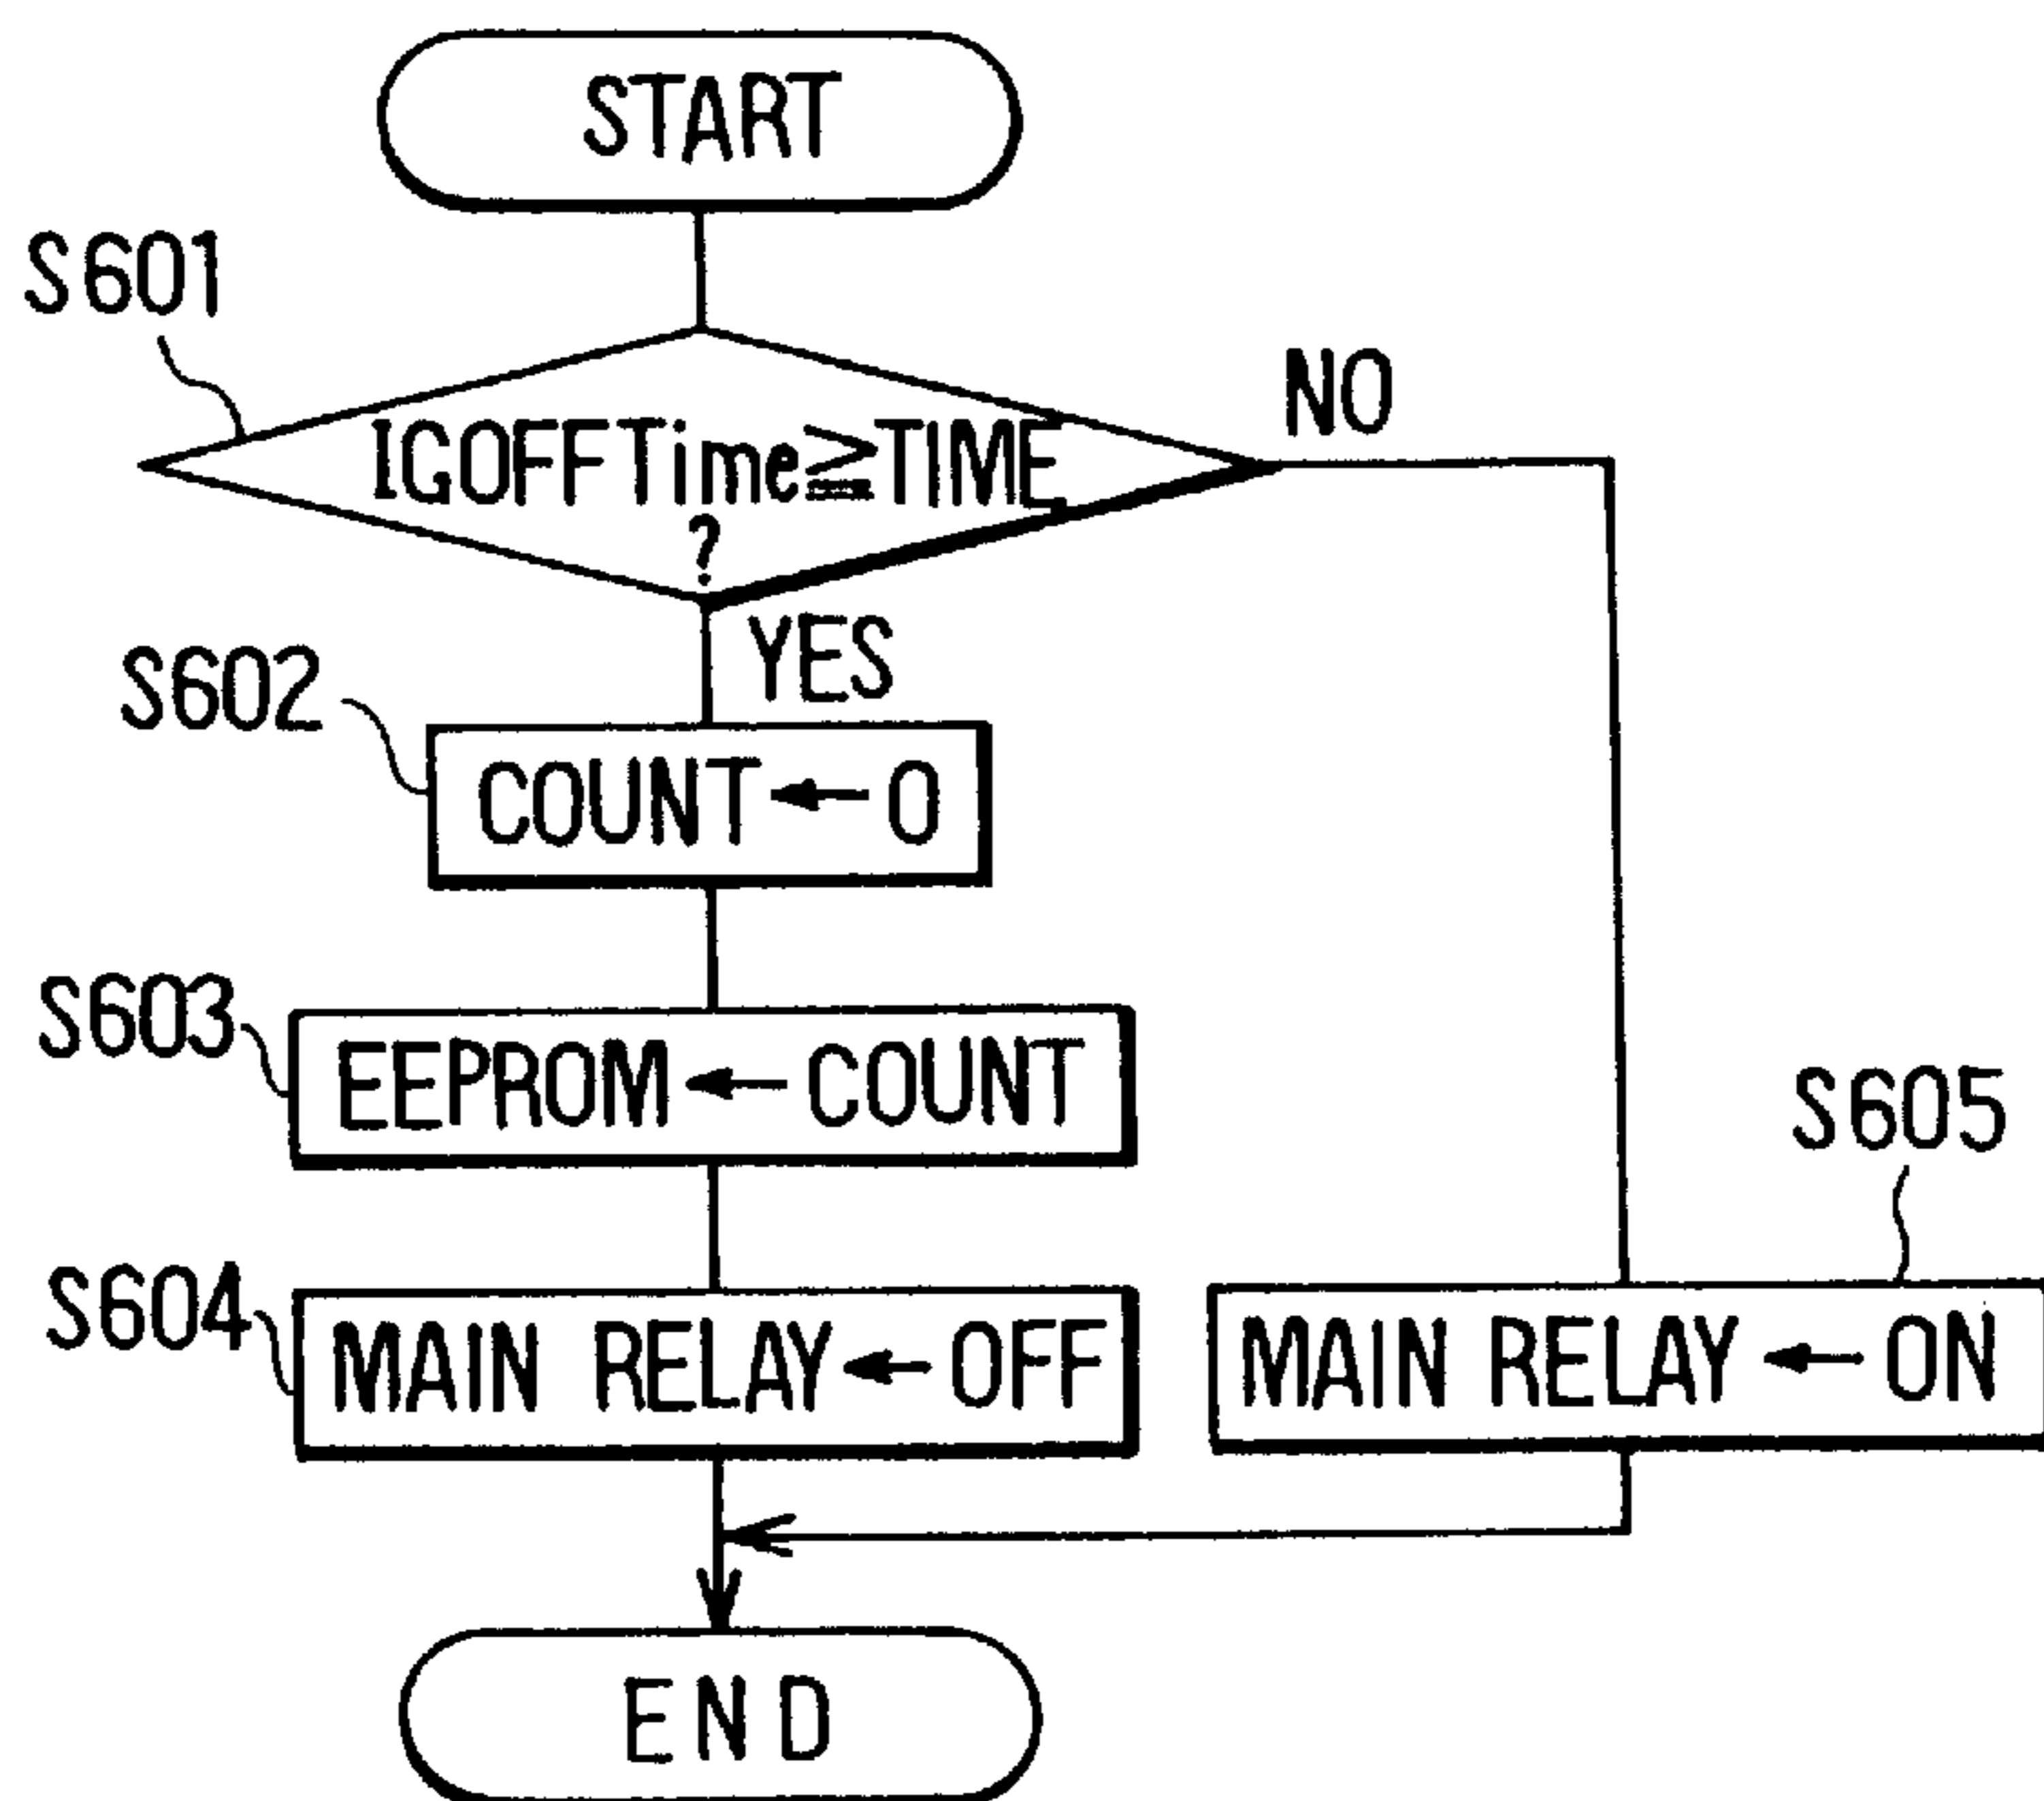 START
S601
NO
IGOFFTime≧TIME
?
YES
S602
COUNT ← 0
S603
EEPROM ← COUNT
S605
S604
MAIN RELAY ← OFF
MAIN RELAY ← ON
END